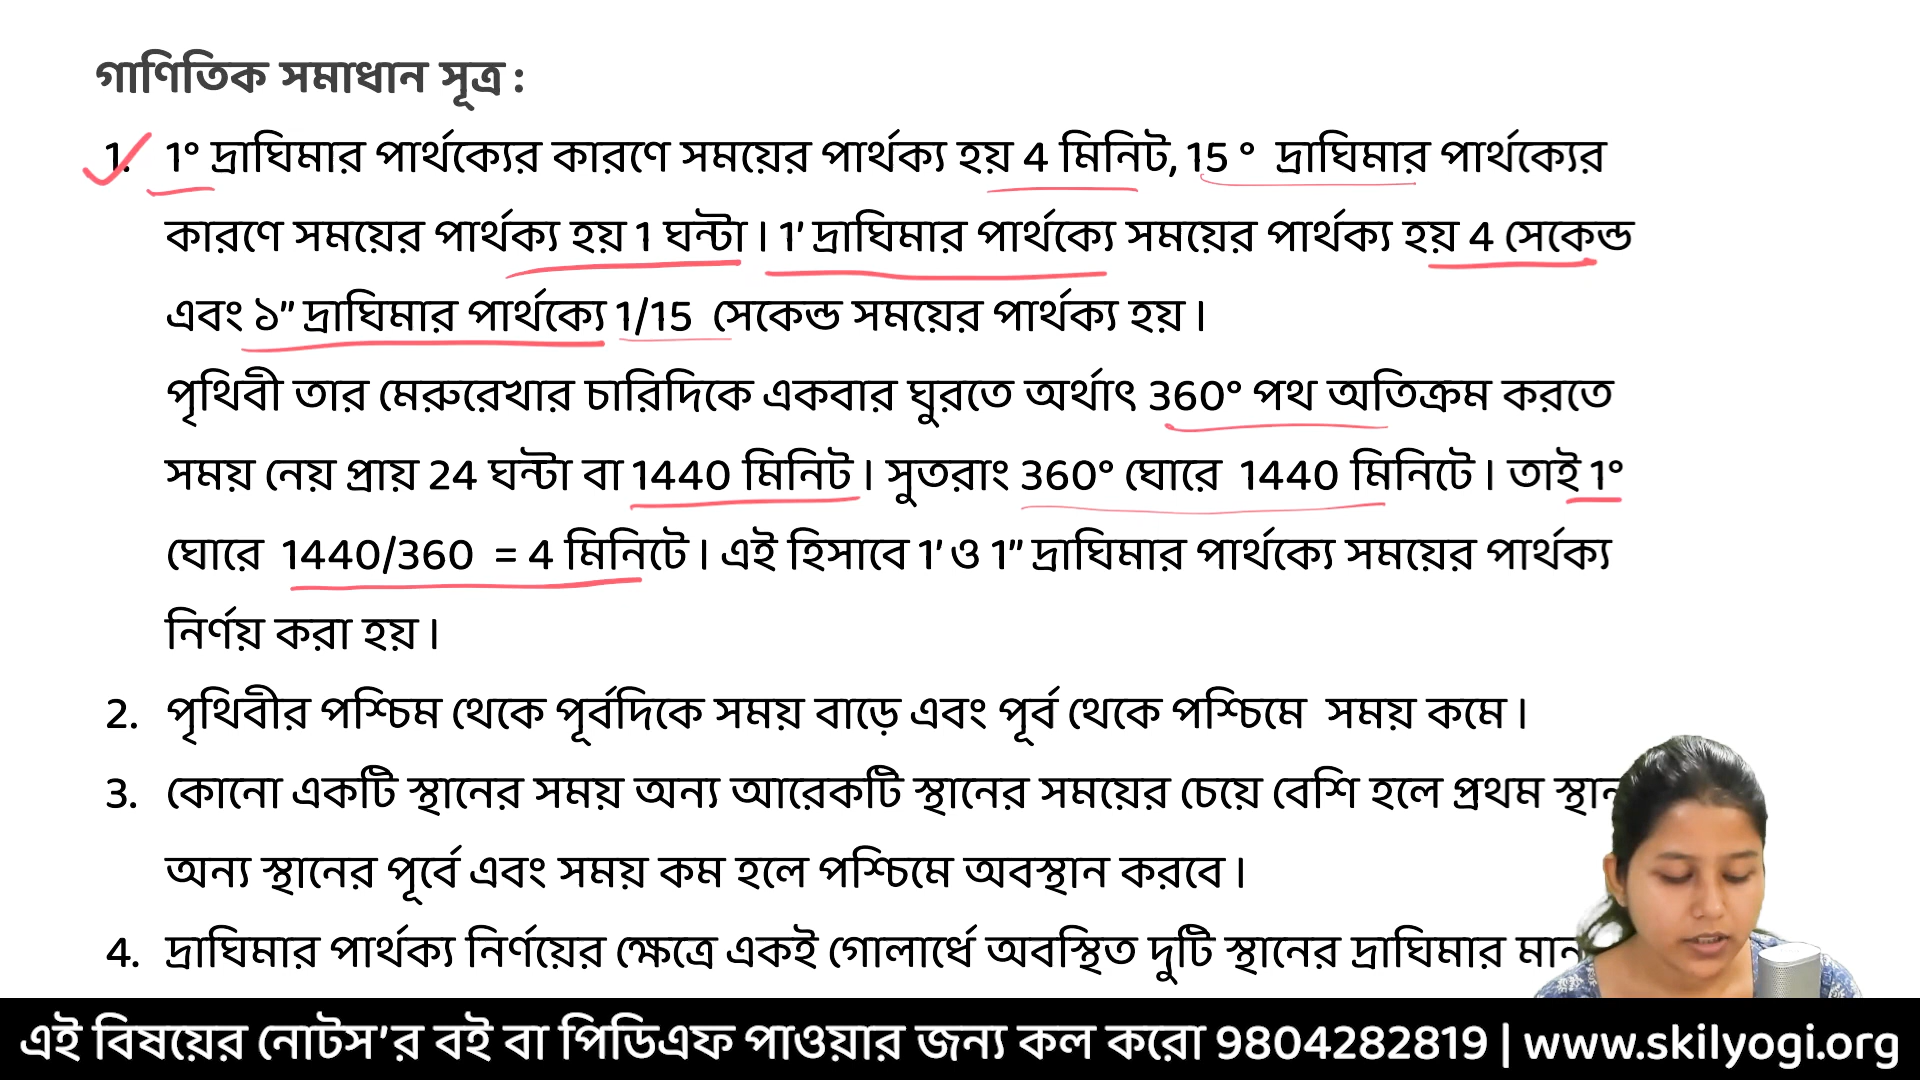 গাণিতিক সমাধান সূত্র :
1. 1° দ্রাঘিমার পার্থক্যের কারণে সময়ের পার্থক্য হয় 4 মিনিট, 15 ° দ্রাঘিমার পার্থক্যের
কারণে সময়ের পার্থক্য হয় 1 ঘন্টা । 1′ দ্রাঘিমার পার্থক্যে সময়ের পার্থক্য হয় 4 সেকেন্ড
এবং ১″ দ্রাঘিমার পার্থক্যে 1/15 সেকেন্ড সময়ের পার্থক্য হয় ।
পৃথিবী তার মেরুরেখার চারিদিকে একবার ঘুরতে অর্থাৎ 360° পথ অতিক্রম করতে
সময় নেয় প্রায় 24 ঘন্টা বা 1440 মিনিট । সুতরাং 360° ঘোরে 1440 মিনিটে । তাই 1°
ঘোরে 1440/360 = 4 মিনিটে । এই হিসাবে 1′ ও 1″ দ্রাঘিমার পার্থক্যে সময়ের পার্থক্য
নির্ণয় করা হয় ।
2. পৃথিবীর পশ্চিম থেকে পূর্বদিকে সময় বাড়ে এবং পূর্ব থেকে পশ্চিমে সময় কমে ।
3. কোনো একটি স্থানের সময় অন্য আরেকটি স্থানের সময়ের চেয়ে বেশি হলে প্রথম স্থান
অন্য স্থানের পূর্বে এবং সময় কম হলে পশ্চিমে অবস্থান করবে ।
4. দ্রাঘিমার পার্থক্য নির্ণয়ের ক্ষেত্রে একই গোলার্ধে অবস্থিত দুটি স্থানের দ্রাঘিমার মান
এই বিষয়ের নোটস’র বই বা পিডিএফ পাওয়ার জন্য কল করো 9804282819 | www.skilyogi.org